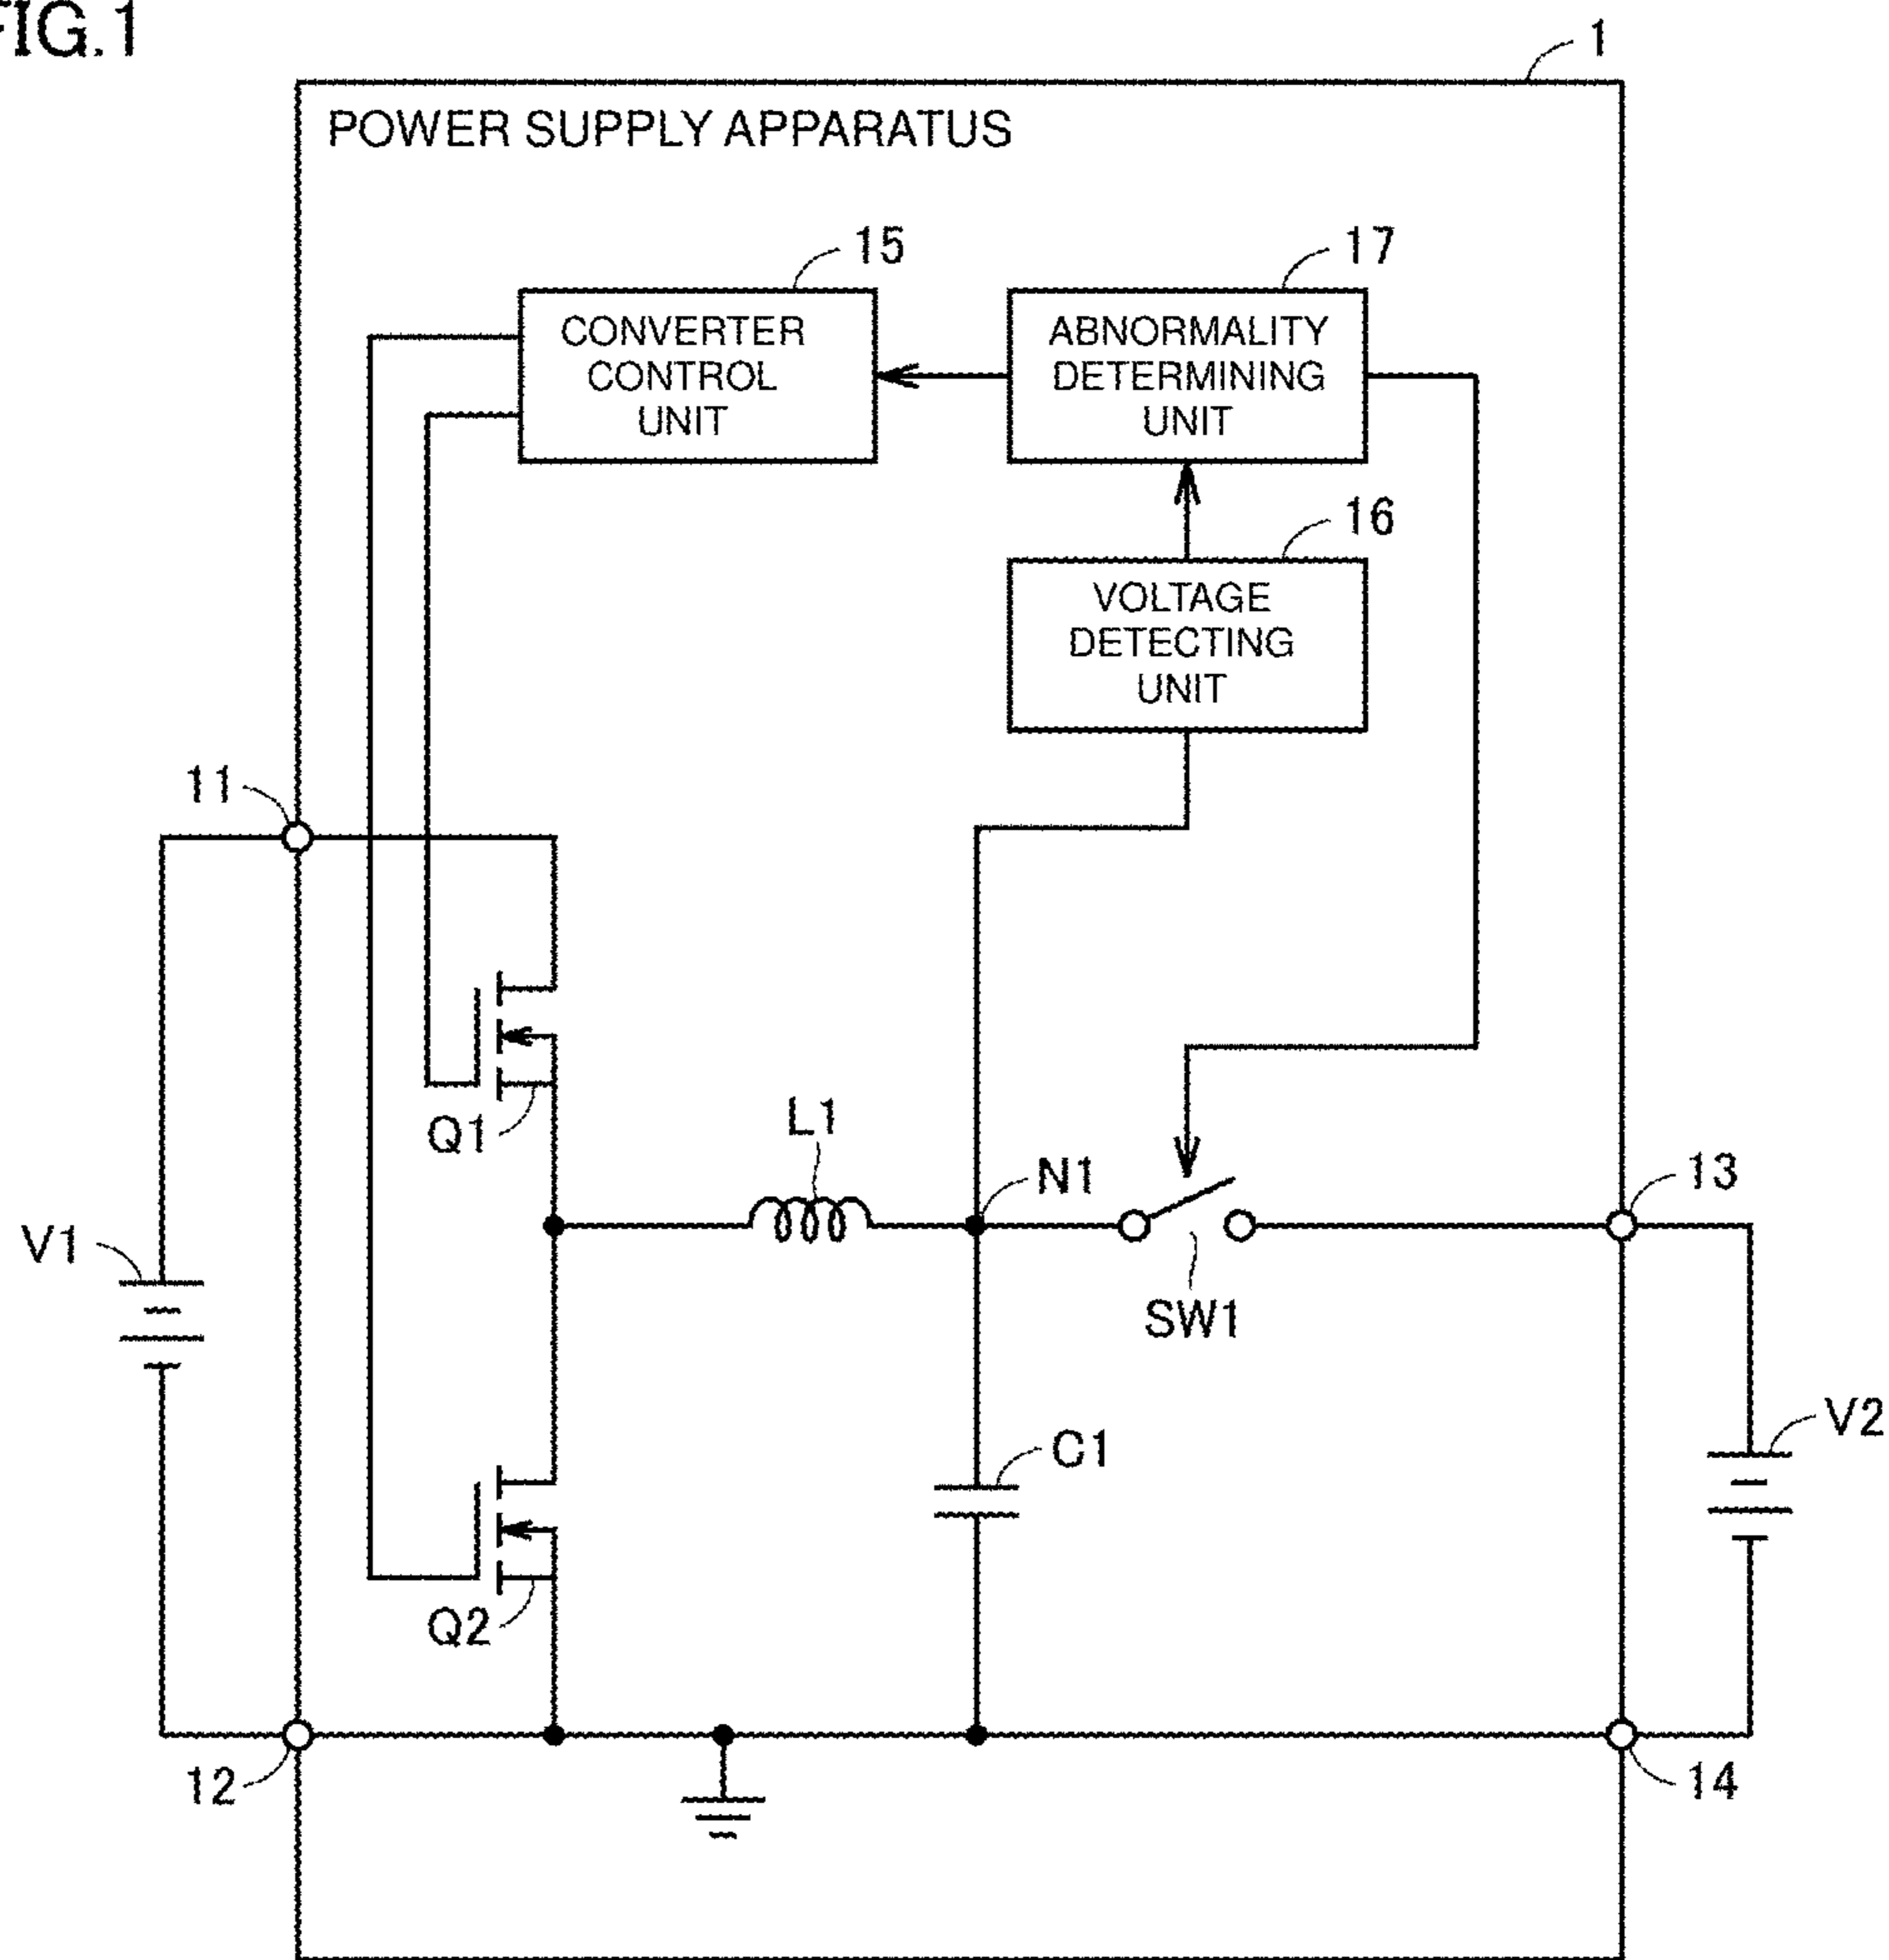 FIG.1
1
POWER SUPPLY APPARATUS
15
17
CONVERTER
CONTROL
UNIT
ABNORMALITY
DETERMINING
UNIT
16
VOLTAGE
DETECTING
UNIT
11
Q1
L1
N1
13
V1
SW1
V2
C1
Q2
12
14